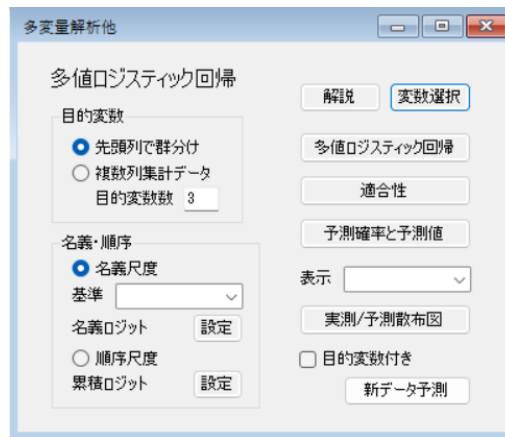 多変量解析他
多値ロジスティック回帰
解説
変数選択
目的変数
先頭列で群分け
複数列集計データ
目的変数数 3
多値ロジスティック回帰
適合性
予測確率と予測値
名義・順序
名義尺度
基準
名義ロジット 設定
順序尺度
累積ロジット 設定
表示
実測/予測散布図
目的変数付き
新データ予測